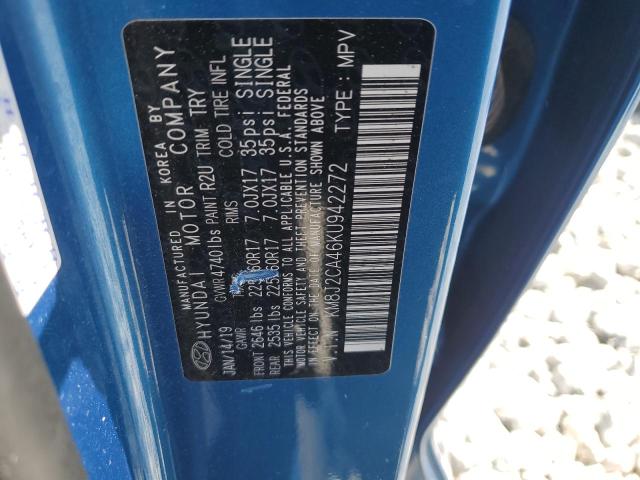 MANUFACTURED IN KOREA BY
HYUNDAI MOTOR COMPANY
JAN/14/19 GVWR 4740lbs PAINT R2U TRIM TRY
GAWR RIMS COLD TIRE INFL
FRONT 2646 lbs 225/60R17 7.0JX17 35psi SINGLE
REAR 2535 lbs 225/60R17 7.0JX17 35psi SINGLE
THIS VEHICLE CONFORMS TO ALL APPLICABLE U.S.A. FEDERAL
MOTOR VEHICLE SAFETY AND THEFT PREVENTION STANDARDS
IN EFFECT ON THE DATE OF MANUFACTURE SHOWN ABOVE.
V.I.N: KM8J2CA46KU942272 TYPE: MPV